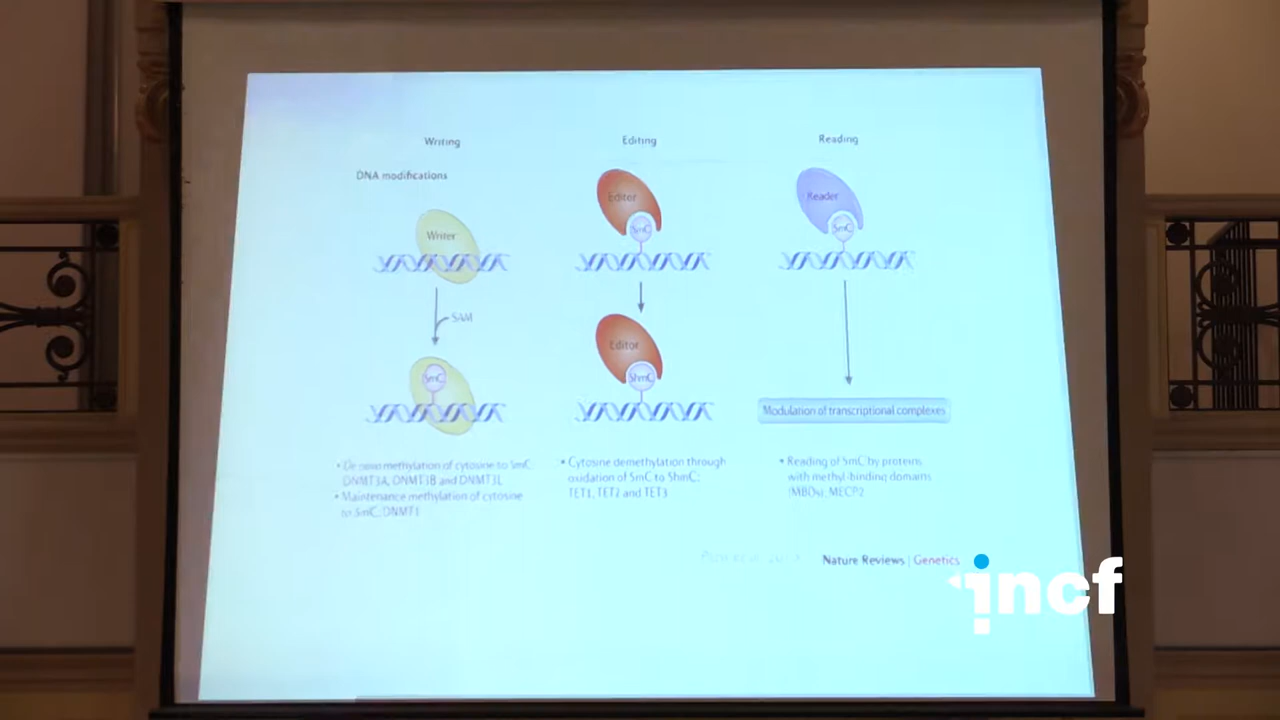 Writing
Editing
Reading
DNA modifications
Writer
Editor
5mC
Reader
5mC
SAM
5mC
Editor
5hmC
Modulation of transcriptional complexes
• De novo methylation of cytosine to 5mC:
DNMT3A, DNMT3B and DNMT3L
• Maintenance methylation of cytosine
to 5mC: DNMT1
• Cytosine demethylation through
oxidation of 5mC to 5hmC:
TET1, TET2 and TET3
• Reading of 5mC by proteins
with methyl-binding domains
(MBDs): MECP2
Nature Reviews | Genetics
incf